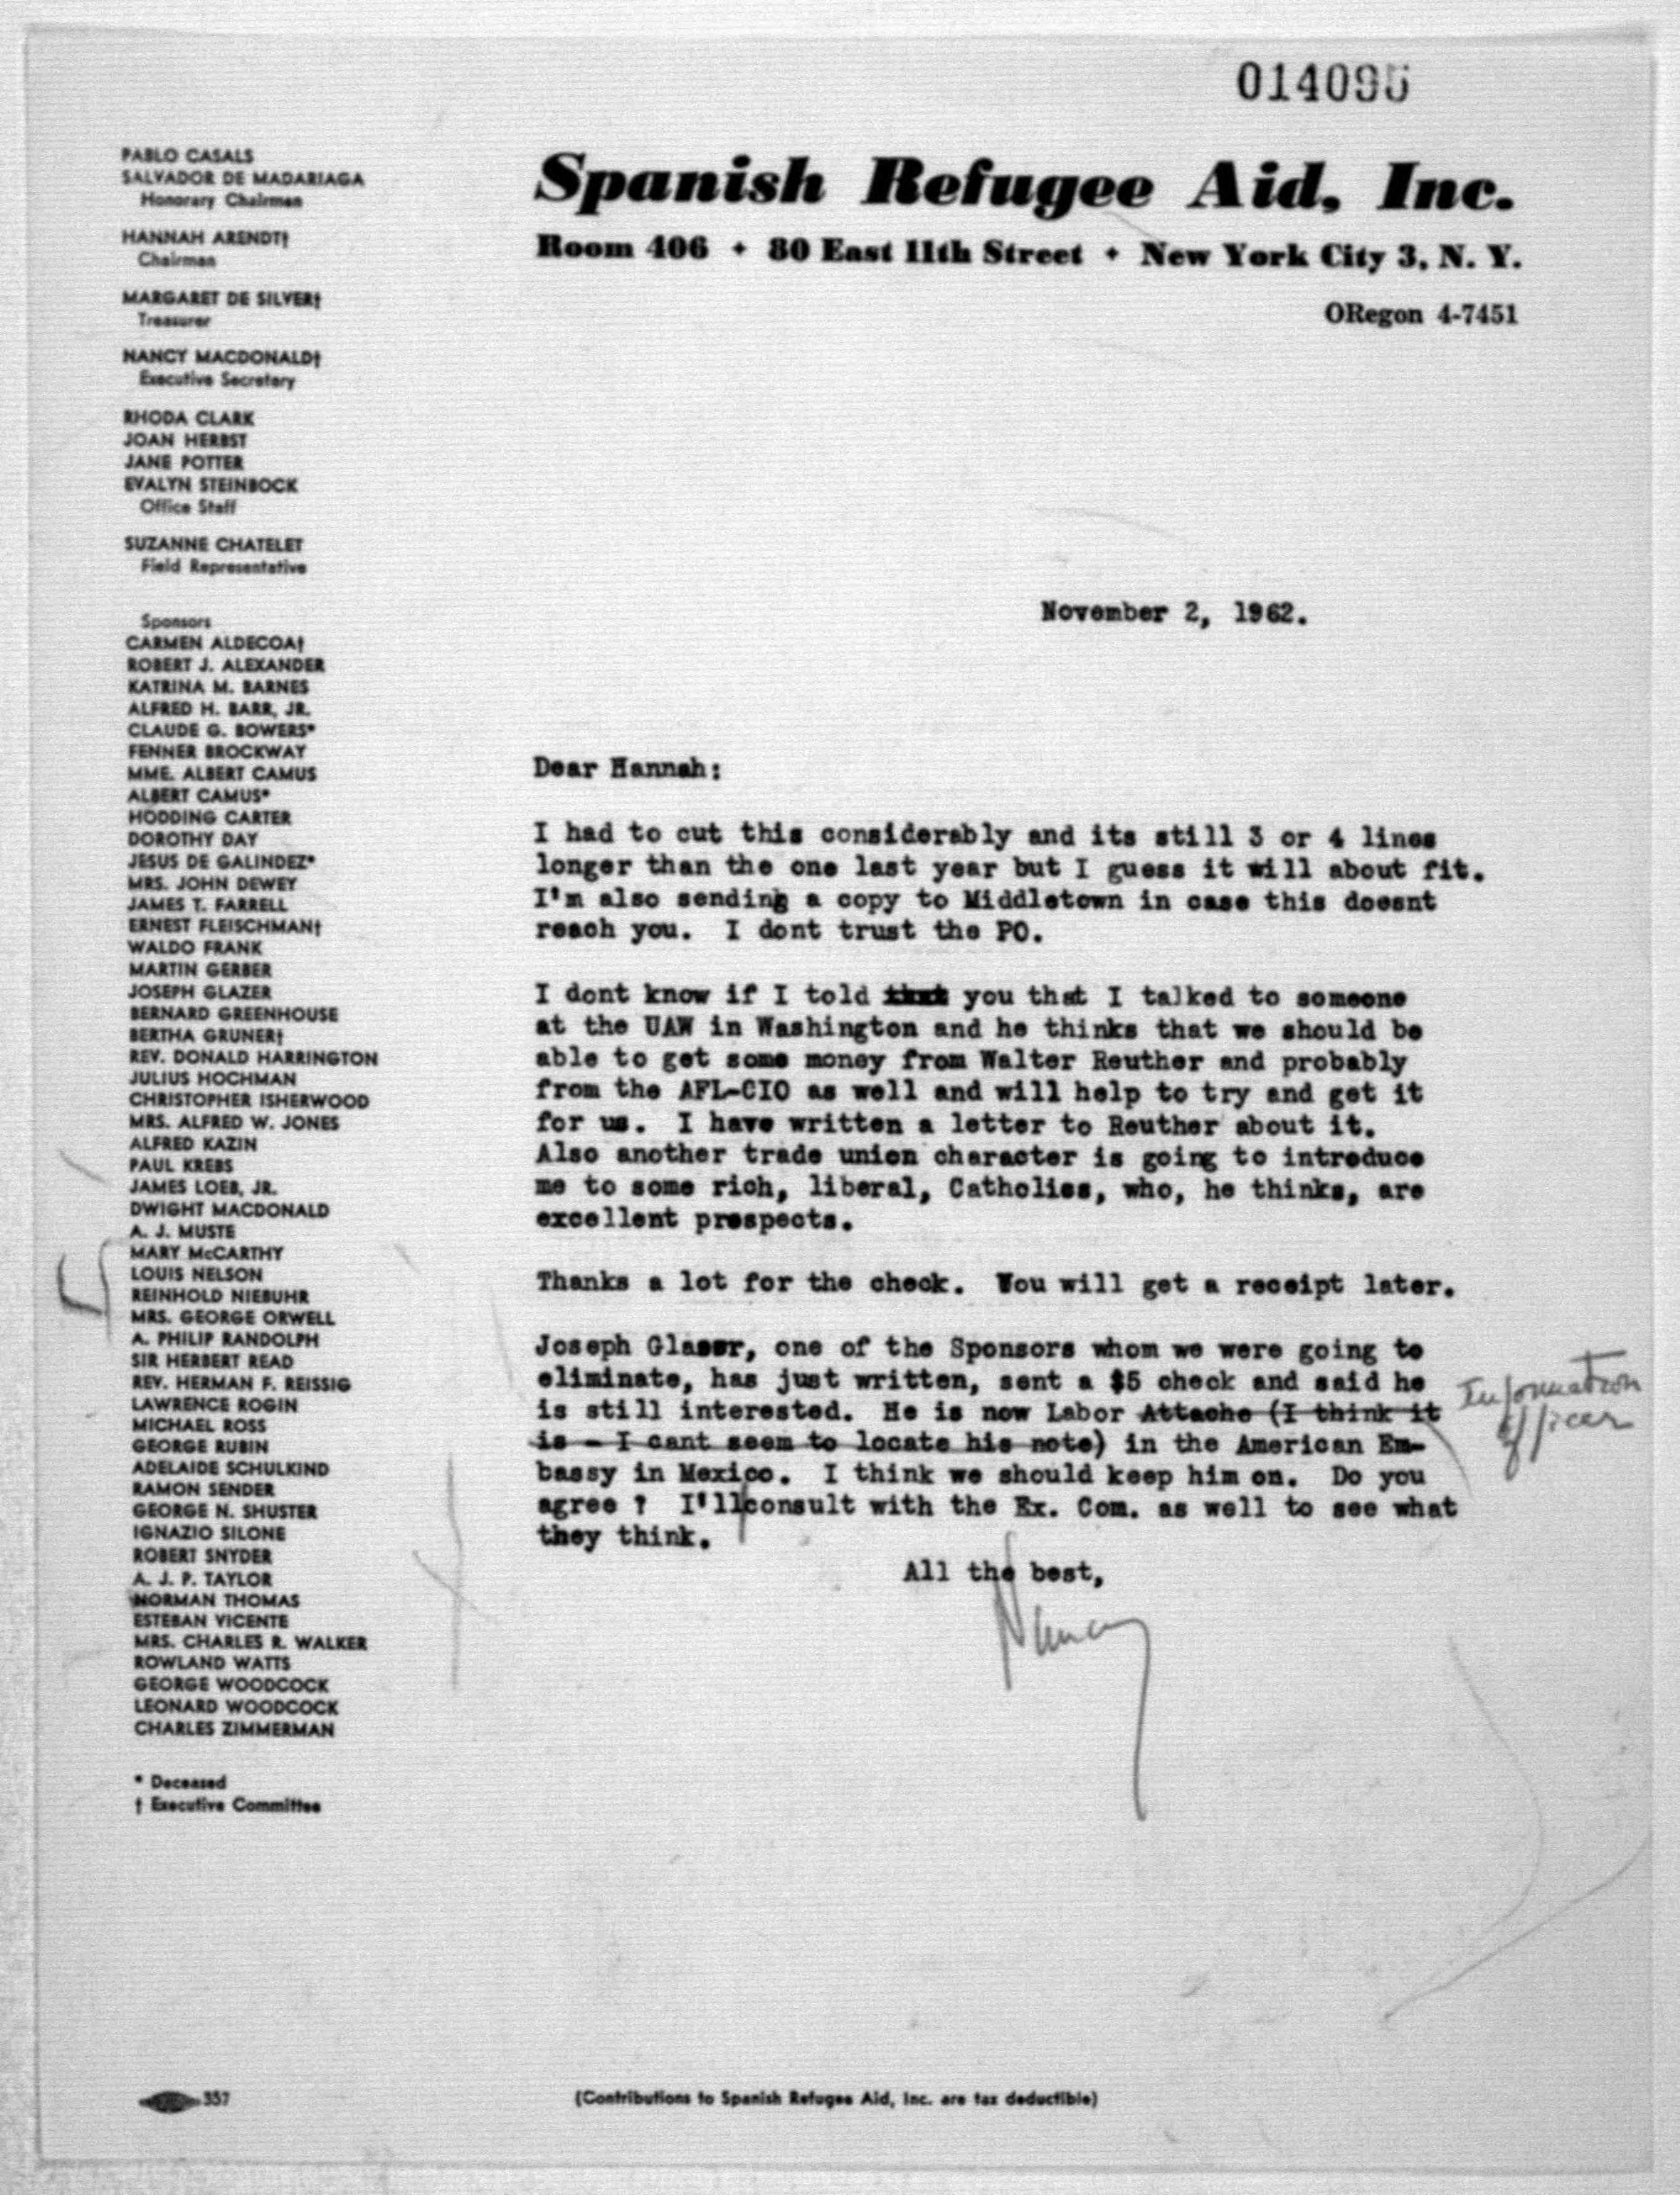 014095
Spanish Refugee Aid, Inc.
Room 406 + 80 East 11th Street + New York City 3, N. Y.
ORegon 4-7451
PABLO CASALS
SALVADOR DE MADARIAGA
Honorary Chairmen
HANNAH ARENDT†
Chairman
MARGARET DE SILVER†
Treasurer
NANCY MACDONALD†
Executive Secretary
RHODA CLARK
JOAN HERBST
JANE POTTER
EVALYN STEINBOCK
Office Staff
SUZANNE CHATELET
Field Representative
Sponsors
CARMEN ALDECOA†
ROBERT J. ALEXANDER
KATRINA M. BARNES
ALFRED H. BARR, JR.
CLAUDE G. BOWERS*
FENNER BROCKWAY
MME. ALBERT CAMUS
ALBERT CAMUS*
HODDING CARTER
DOROTHY DAY
JESUS DE GALINDEZ*
MRS. JOHN DEWEY
JAMES T. FARRELL
ERNEST FLEISCHMAN†
WALDO FRANK
MARTIN GERBER
JOSEPH GLAZER
BERNARD GREENHOUSE
BERTHA GRUNER†
REV. DONALD HARRINGTON
JULIUS HOCHMAN
CHRISTOPHER ISHERWOOD
MRS. ALFRED W. JONES
ALFRED KAZIN
PAUL KREBS
JAMES LOEB, JR.
DWIGHT MACDONALD
A. J. MUSTE
MARY McCARTHY
LOUIS NELSON
REINHOLD NIEBUHR
MRS. GEORGE ORWELL
A. PHILIP RANDOLPH
SIR HERBERT READ
REV. HERMAN F. REISSIG
LAWRENCE ROGIN
MICHAEL ROSS
GEORGE RUBIN
ADELAIDE SCHULKIND
RAMON SENDER
GEORGE N. SHUSTER
IGNAZIO SILONE
ROBERT SNYDER
A. J. P. TAYLOR
NORMAN THOMAS
ESTEBAN VICENTE
MRS. CHARLES R. WALKER
ROWLAND WATTS
GEORGE WOODCOCK
LEONARD WOODCOCK
CHARLES ZIMMERMAN
* Deceased
† Executive Committee
November 2, 1962.
Dear Hannah:
I had to cut this considerably and its still 3 or 4 lines
longer than the one last year but I guess it will about fit.
I'm also sending a copy to Middletown in case this doesnt
reach you. I dont trust the PO.
I dont know if I told that you that I talked to someone
at the UAW in Washington and he thinks that we should be
able to get some money from Walter Reuther and probably
from the AFL-CIO as well and will help to try and get it
for us. I have written a letter to Reuther about it.
Also another trade union character is going to introduce
me to some rich, liberal, Catholics, who, he thinks, are
excellent prospects.
Thanks a lot for the check. You will get a receipt later.
Joseph Glaser, one of the Sponsors whom we were going to
eliminate, has just written, sent a $5 check and said he
is still interested. He is now Labor Attache (I think it
is - I cant seem to locate his note) in the American Em-
bassy in Mexico. I think we should keep him on. Do you
agree ? I'll consult with the Ex. Com. as well to see what
they think.
Information
Officer
All the best,
Nancy
357
(Contributions to Spanish Refugee Aid, Inc. are tax deductible)